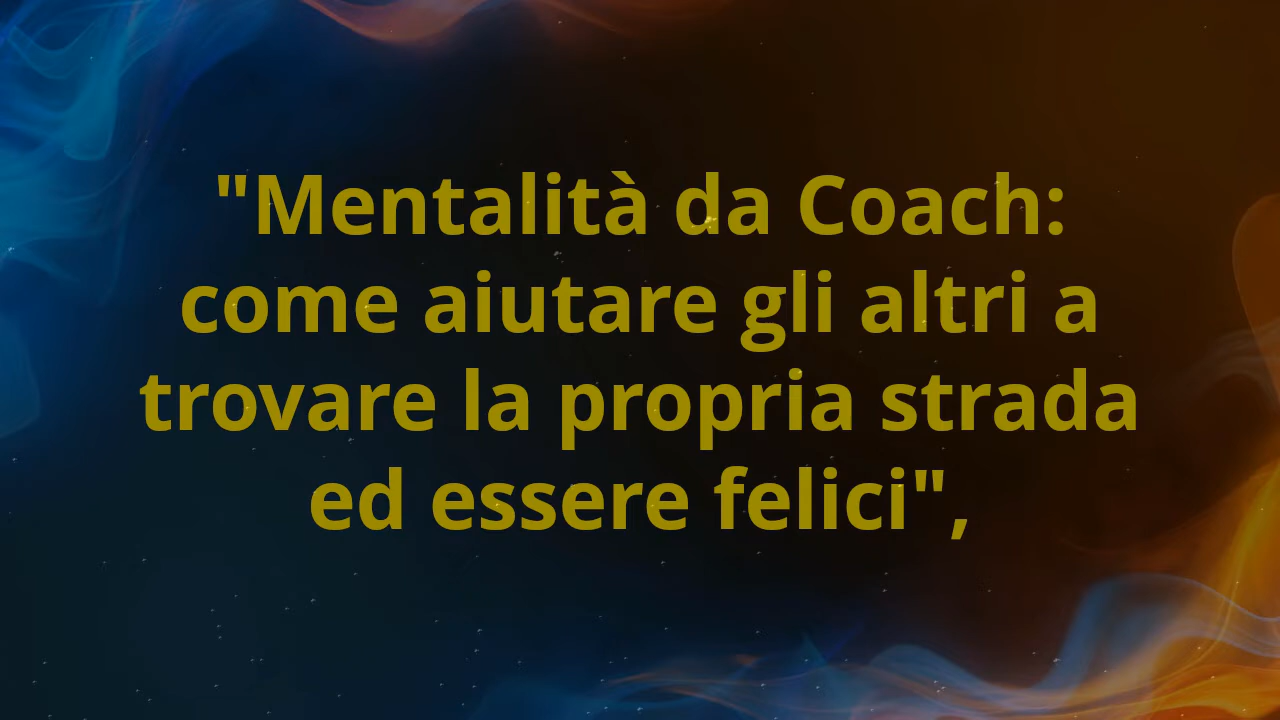 "Mentalità da Coach:
come aiutare gli altri a
trovare la propria strada
ed essere felici",